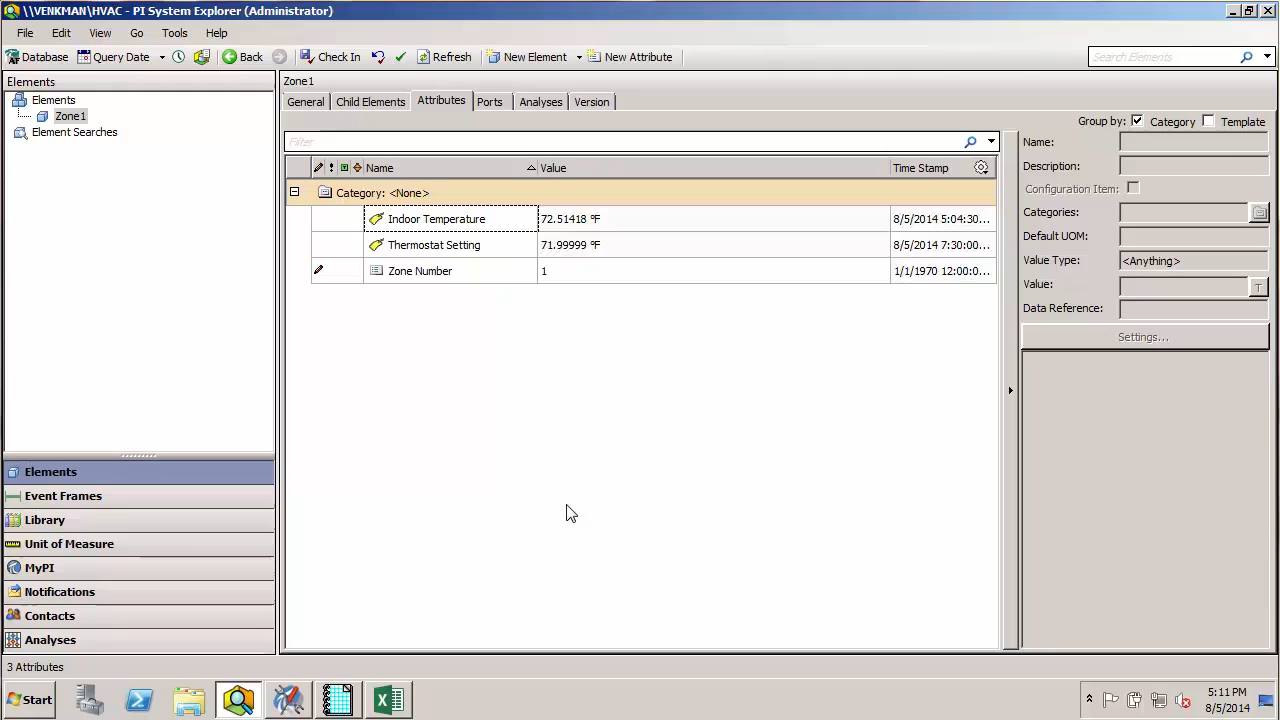 \\VENKMAN\HVAC - PI System Explorer (Administrator)
File Edit View Go Tools Help
Database Query Date Back Check In Refresh New Element New Attribute Search Elements
Elements
Elements
Zone1
Element Searches
Elements
Event Frames
Library
Unit of Measure
MyPI
Notifications
Contacts
Analyses
Zone1
General Child Elements Attributes Ports Analyses Version
Group by: Category Template
Filter
Name Value Time Stamp
Category: <None>
Indoor Temperature 72.51418 °F 8/5/2014 5:04:30...
Thermostat Setting 71.99999 °F 8/5/2014 7:30:00...
Zone Number 1 1/1/1970 12:00:0...
Name:
Description:
Configuration Item:
Categories:
Default UOM:
Value Type: <Anything>
Value: T
Data Reference:
Settings...
3 Attributes
Start
5:11 PM
8/5/2014